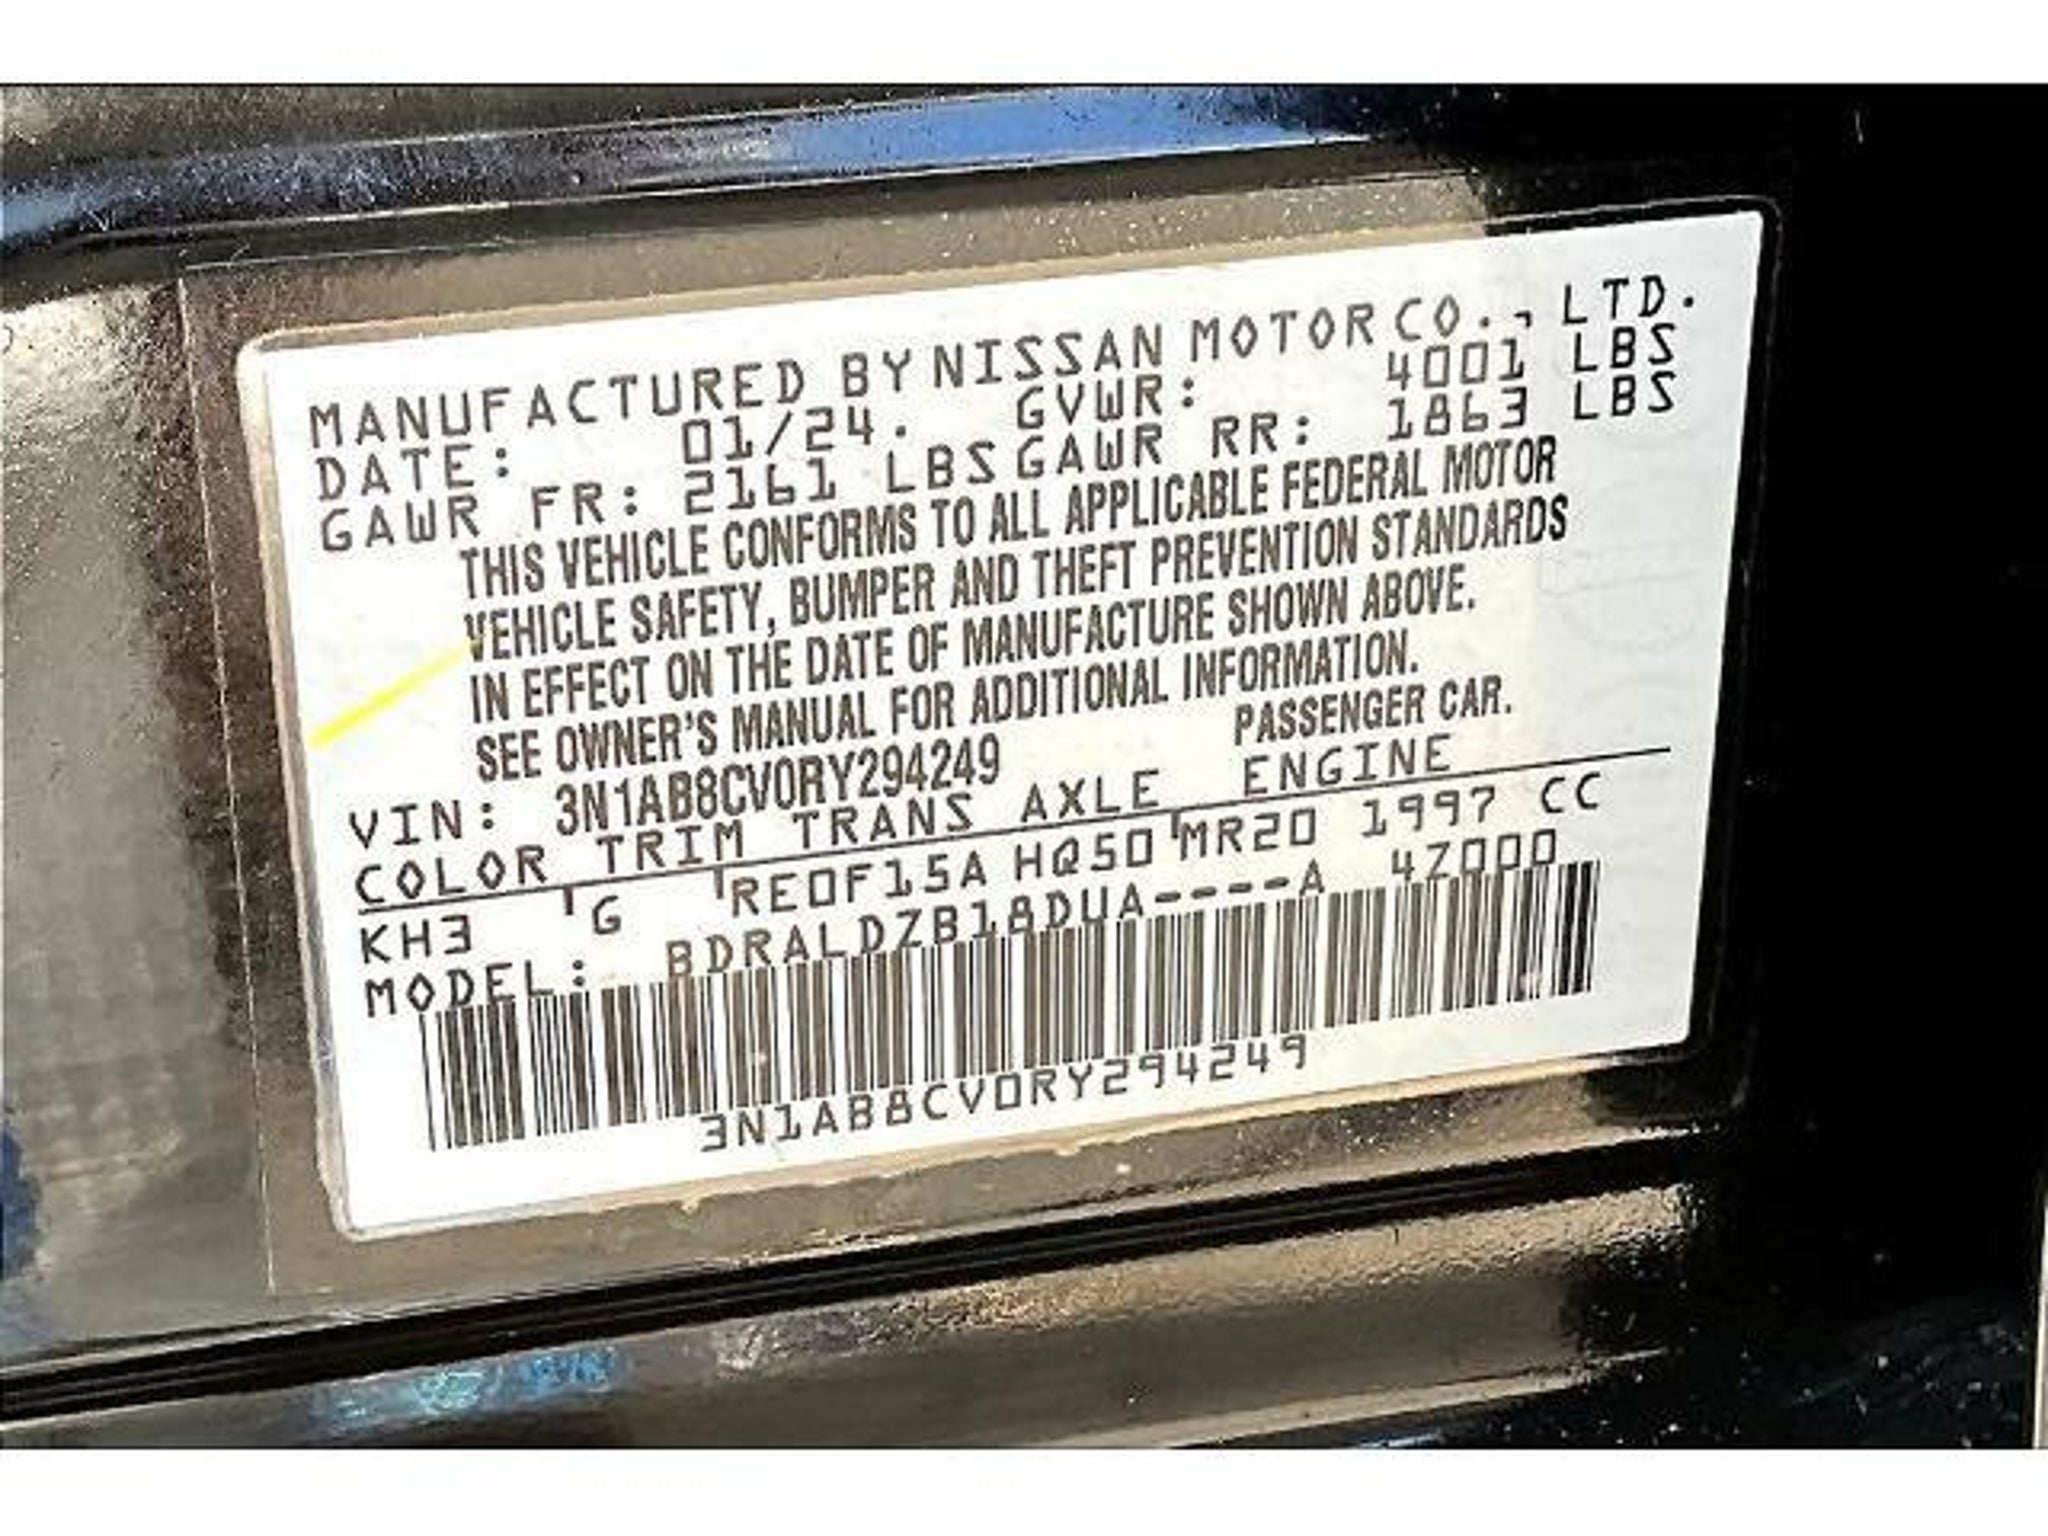 MANUFACTURED BY NISSAN MOTOR CO., LTD.
DATE: 01/24. GVWR: 4001 LBS
GAWR FR: 2161 LBS GAWR RR: 1863 LBS
THIS VEHICLE CONFORMS TO ALL APPLICABLE FEDERAL MOTOR
VEHICLE SAFETY, BUMPER AND THEFT PREVENTION STANDARDS
IN EFFECT ON THE DATE OF MANUFACTURE SHOWN ABOVE.
SEE OWNER'S MANUAL FOR ADDITIONAL INFORMATION.
VIN: 3N1AB8CV0RY294249 PASSENGER CAR.
COLOR TRIM TRANS AXLE ENGINE
KH3 G RE0F15A HQ50 MR20 1997 CC
MODEL: BDRALDZB18DUA----A 4Z000
3N1AB8CV0RY294249